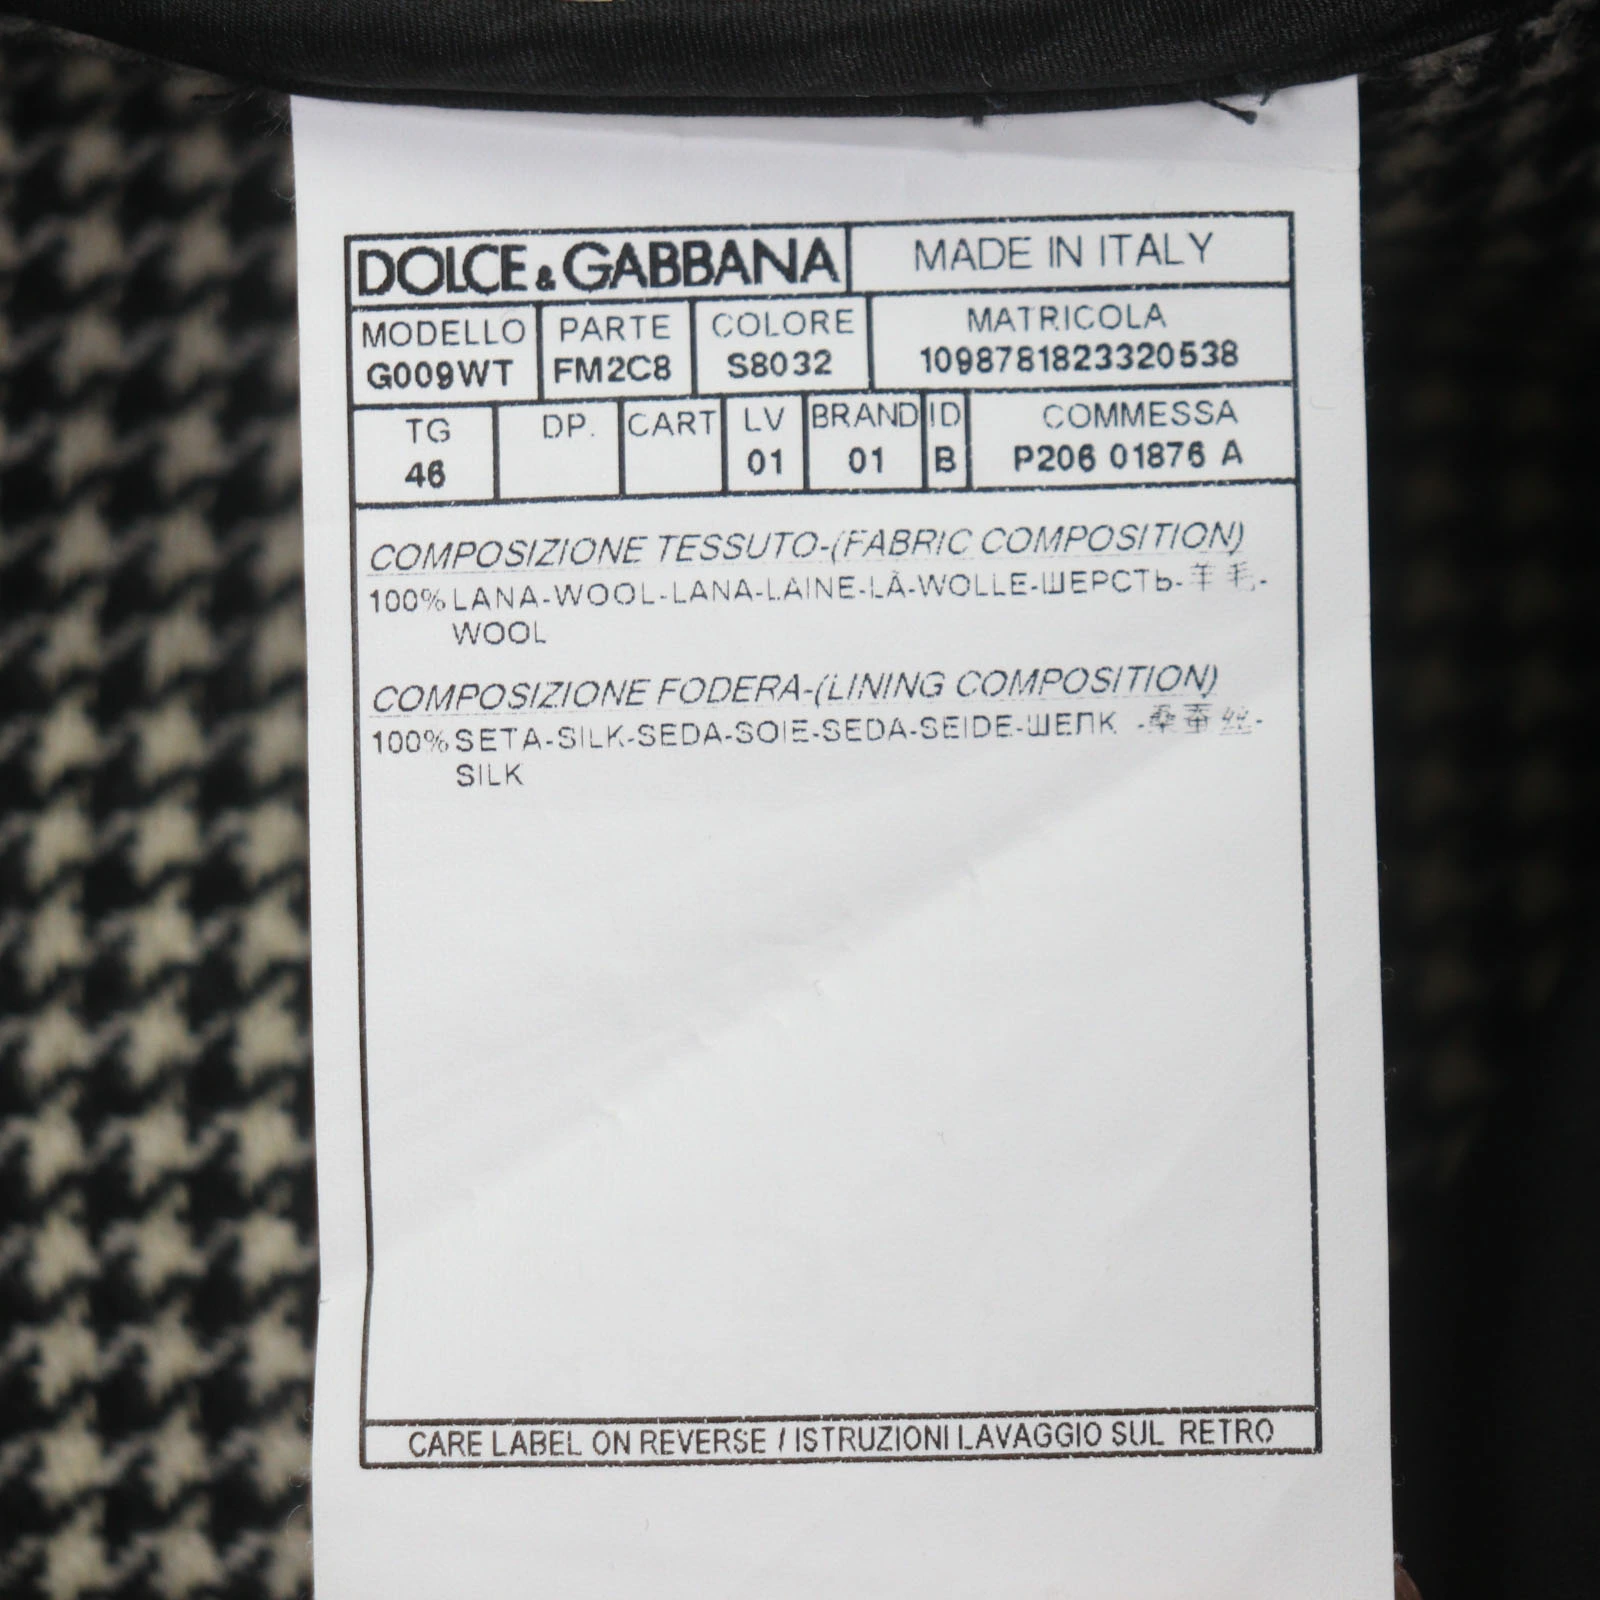 DOLCE & GABBANA MADE IN ITALY
MODELLO PARTE COLORE MATRICOLA
G009WT FM2C8 S8032 1098781823320538
TG DP. CART LV BRAND ID COMMESSA
46 01 01 B P206 01876 A
COMPOSIZIONE TESSUTO-(FABRIC COMPOSITION)
100% LANA-WOOL-LANA-LAINE-LÃ-WOLLE-ШЕРСТЬ-羊毛-
WOOL
COMPOSIZIONE FODERA-(LINING COMPOSITION)
100% SETA-SILK-SEDA-SOIE-SEDA-SEIDE-ШЕЛК -桑蚕丝-
SILK
CARE LABEL ON REVERSE / ISTRUZIONI LAVAGGIO SUL RETRO